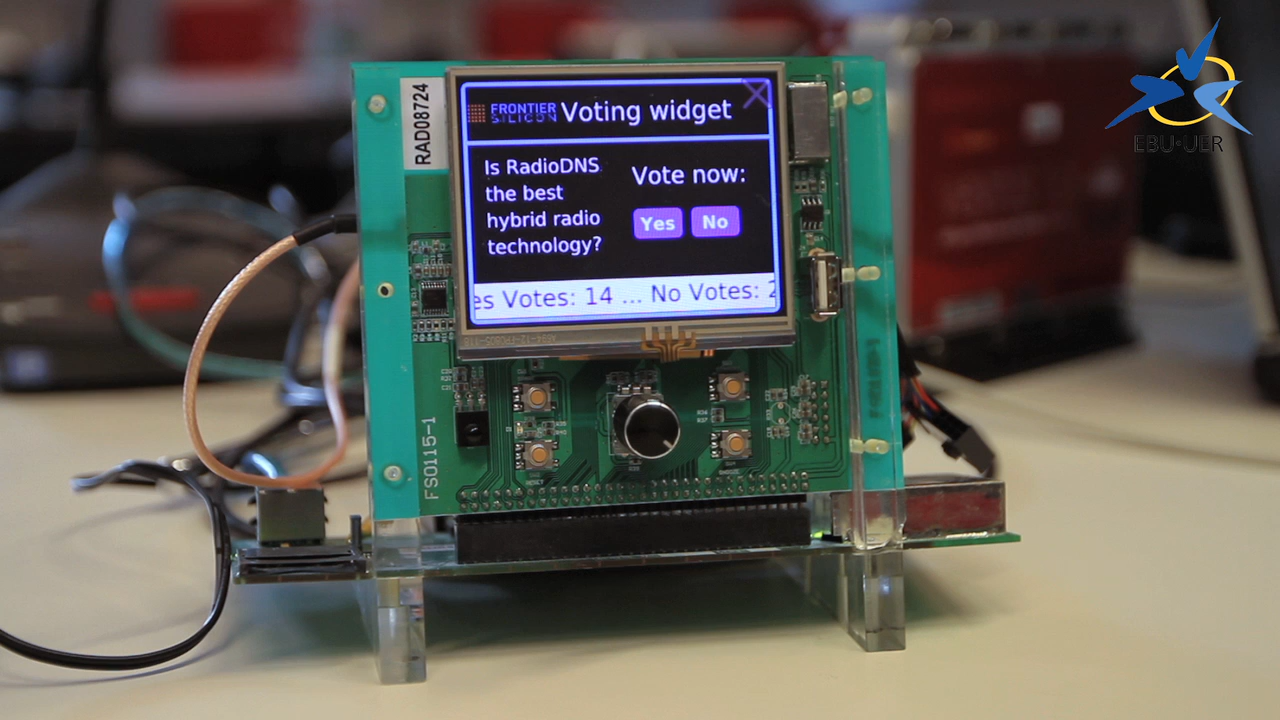 EBU·UER
RAD08724
FRONTIER
SILICON
Voting widget
Is RadioDNS
the best
hybrid radio
technology?
Vote now:
Yes No
es Votes: 14 ... No Votes: 2
FS0115-1